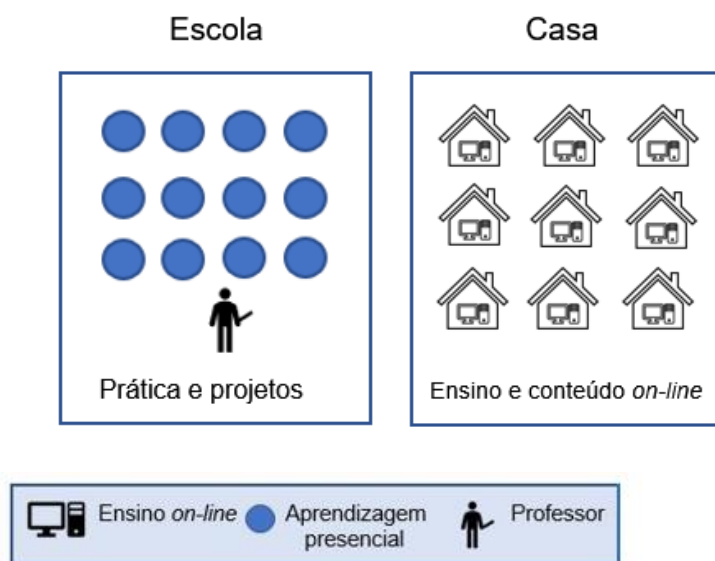 Escola
Casa
Prática e projetos
Ensino e conteúdo on-line
Ensino on-line
Aprendizagem
presencial
Professor